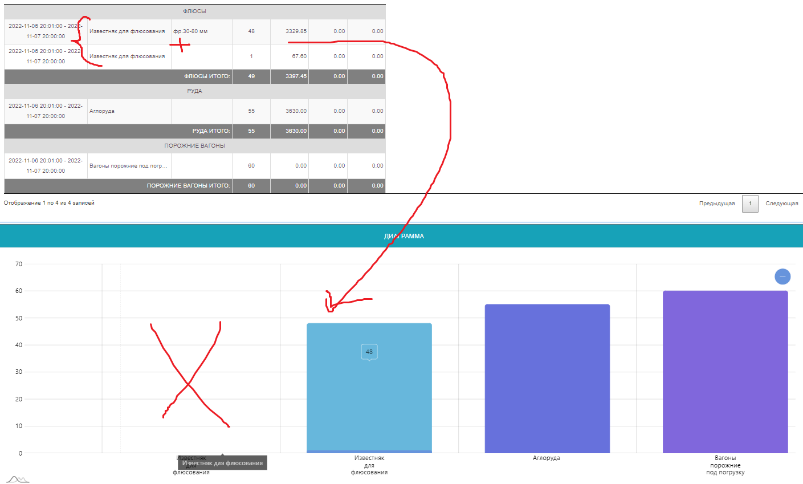 ФЛЮСЫ
2022-11-06 20:01:00 - 2022-11-07 20:00:00 Известняк для флюсования фр.30-80 мм 48 3329.85 0.00 0.00
2022-11-06 20:01:00 - 2022-11-07 20:00:00 Известняк для флюсования 1 67.60 0.00 0.00
ФЛЮСЫ ИТОГО: 49 3397.45 0.00 0.00
РУДА
2022-11-06 20:01:00 - 2022-11-07 20:00:00 Аглоруда 55 3630.00 0.00 0.00
РУДА ИТОГО: 55 3630.00 0.00 0.00
ПОРОЖНИЕ ВАГОНЫ
2022-11-06 20:01:00 - 2022-11-07 20:00:00 Вагоны порожние под погр... 60 0.00 0.00 0.00
ПОРОЖНИЕ ВАГОНЫ ИТОГО: 60 0.00 0.00 0.00
Отображение 1 по 4 из 4 записей
Предыдущая 1 Следующая
ДИАГРАММА
70
60
50
40
30
20
10
0
48
Известняк
флюсования
Известняк для флюсования
Известняк
для
флюсования
Аглоруда
Вагоны
порожние
под погрузку